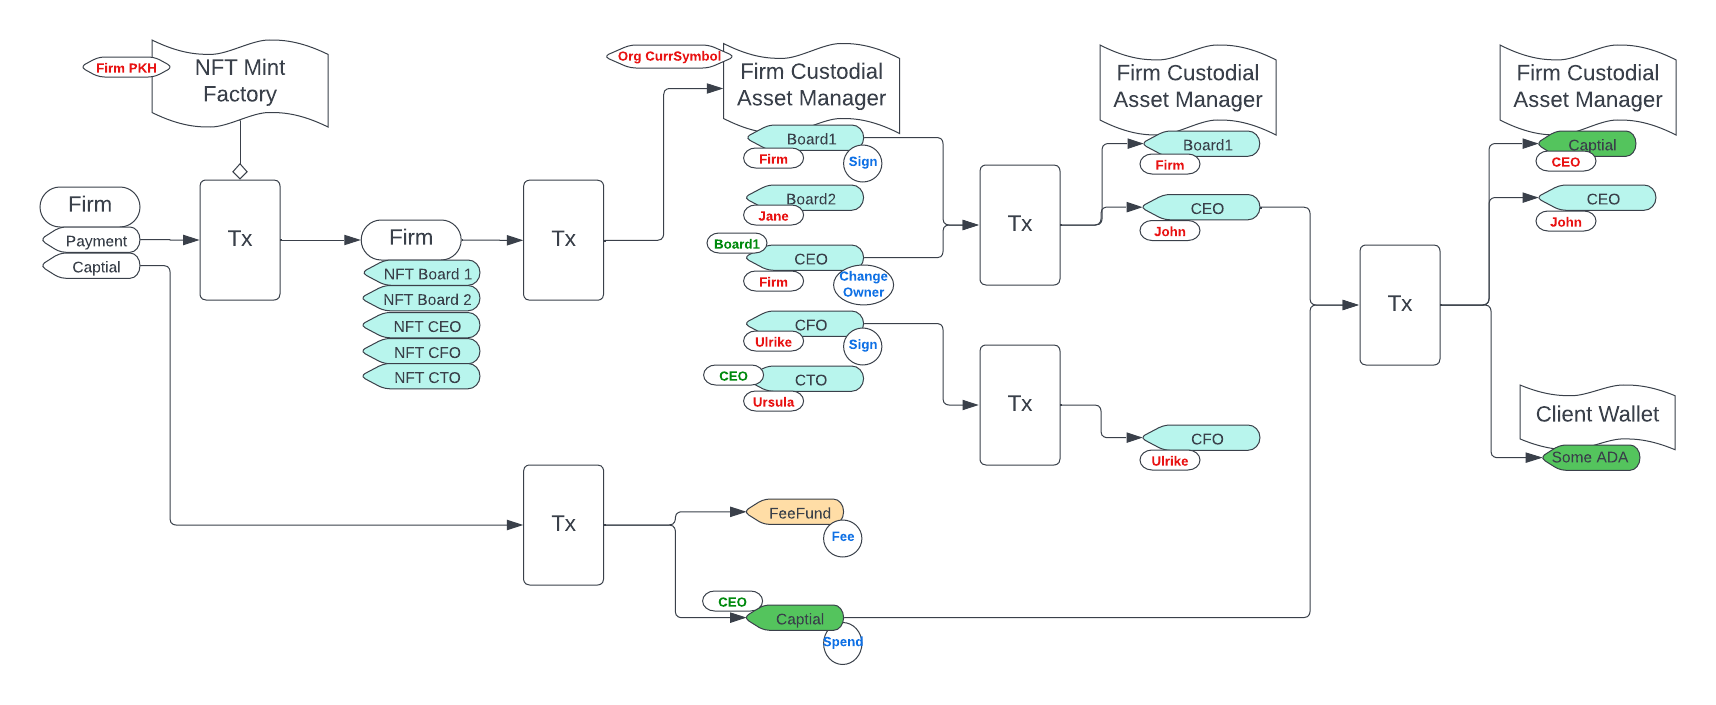 Firm PKH
NFT Mint
Factory
Firm
Payment
Captial
Tx
Firm
NFT Board 1
NFT Board 2
NFT CEO
NFT CFO
NFT CTO
Tx
Org CurrSymbol
Firm Custodial
Asset Manager
Board1
Firm
Sign
Board2
Jane
Board1
CEO
Firm
Change
Owner
CFO
Ulrike
Sign
CEO
CTO
Ursula
Tx
FeeFund
Fee
CEO
Captial
Spend
Tx
Tx
Firm Custodial
Asset Manager
Board1
Firm
CEO
John
CFO
Ulrike
Tx
Firm Custodial
Asset Manager
Captial
CEO
CEO
John
Client Wallet
Some ADA